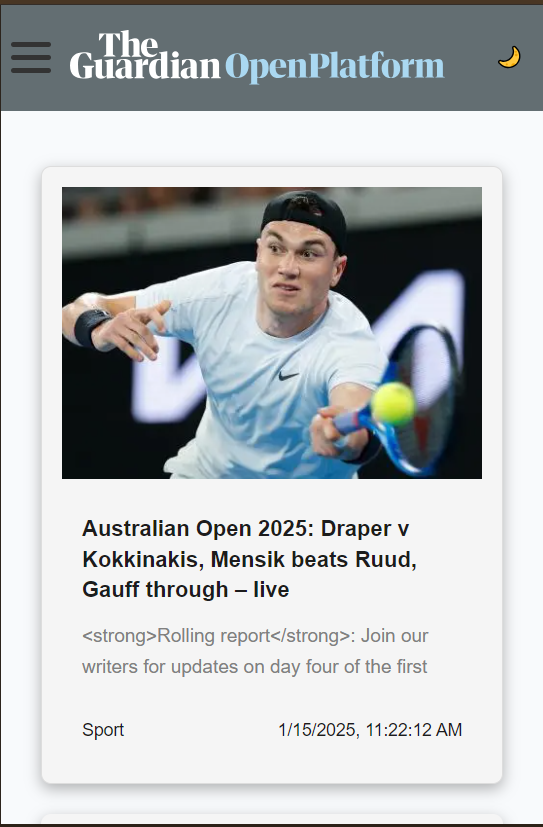 The
Guardian OpenPlatform
Australian Open 2025: Draper v
Kokkinakis, Mensik beats Ruud,
Gauff through – live
<strong>Rolling report</strong>: Join our
writers for updates on day four of the first
Sport 1/15/2025, 11:22:12 AM